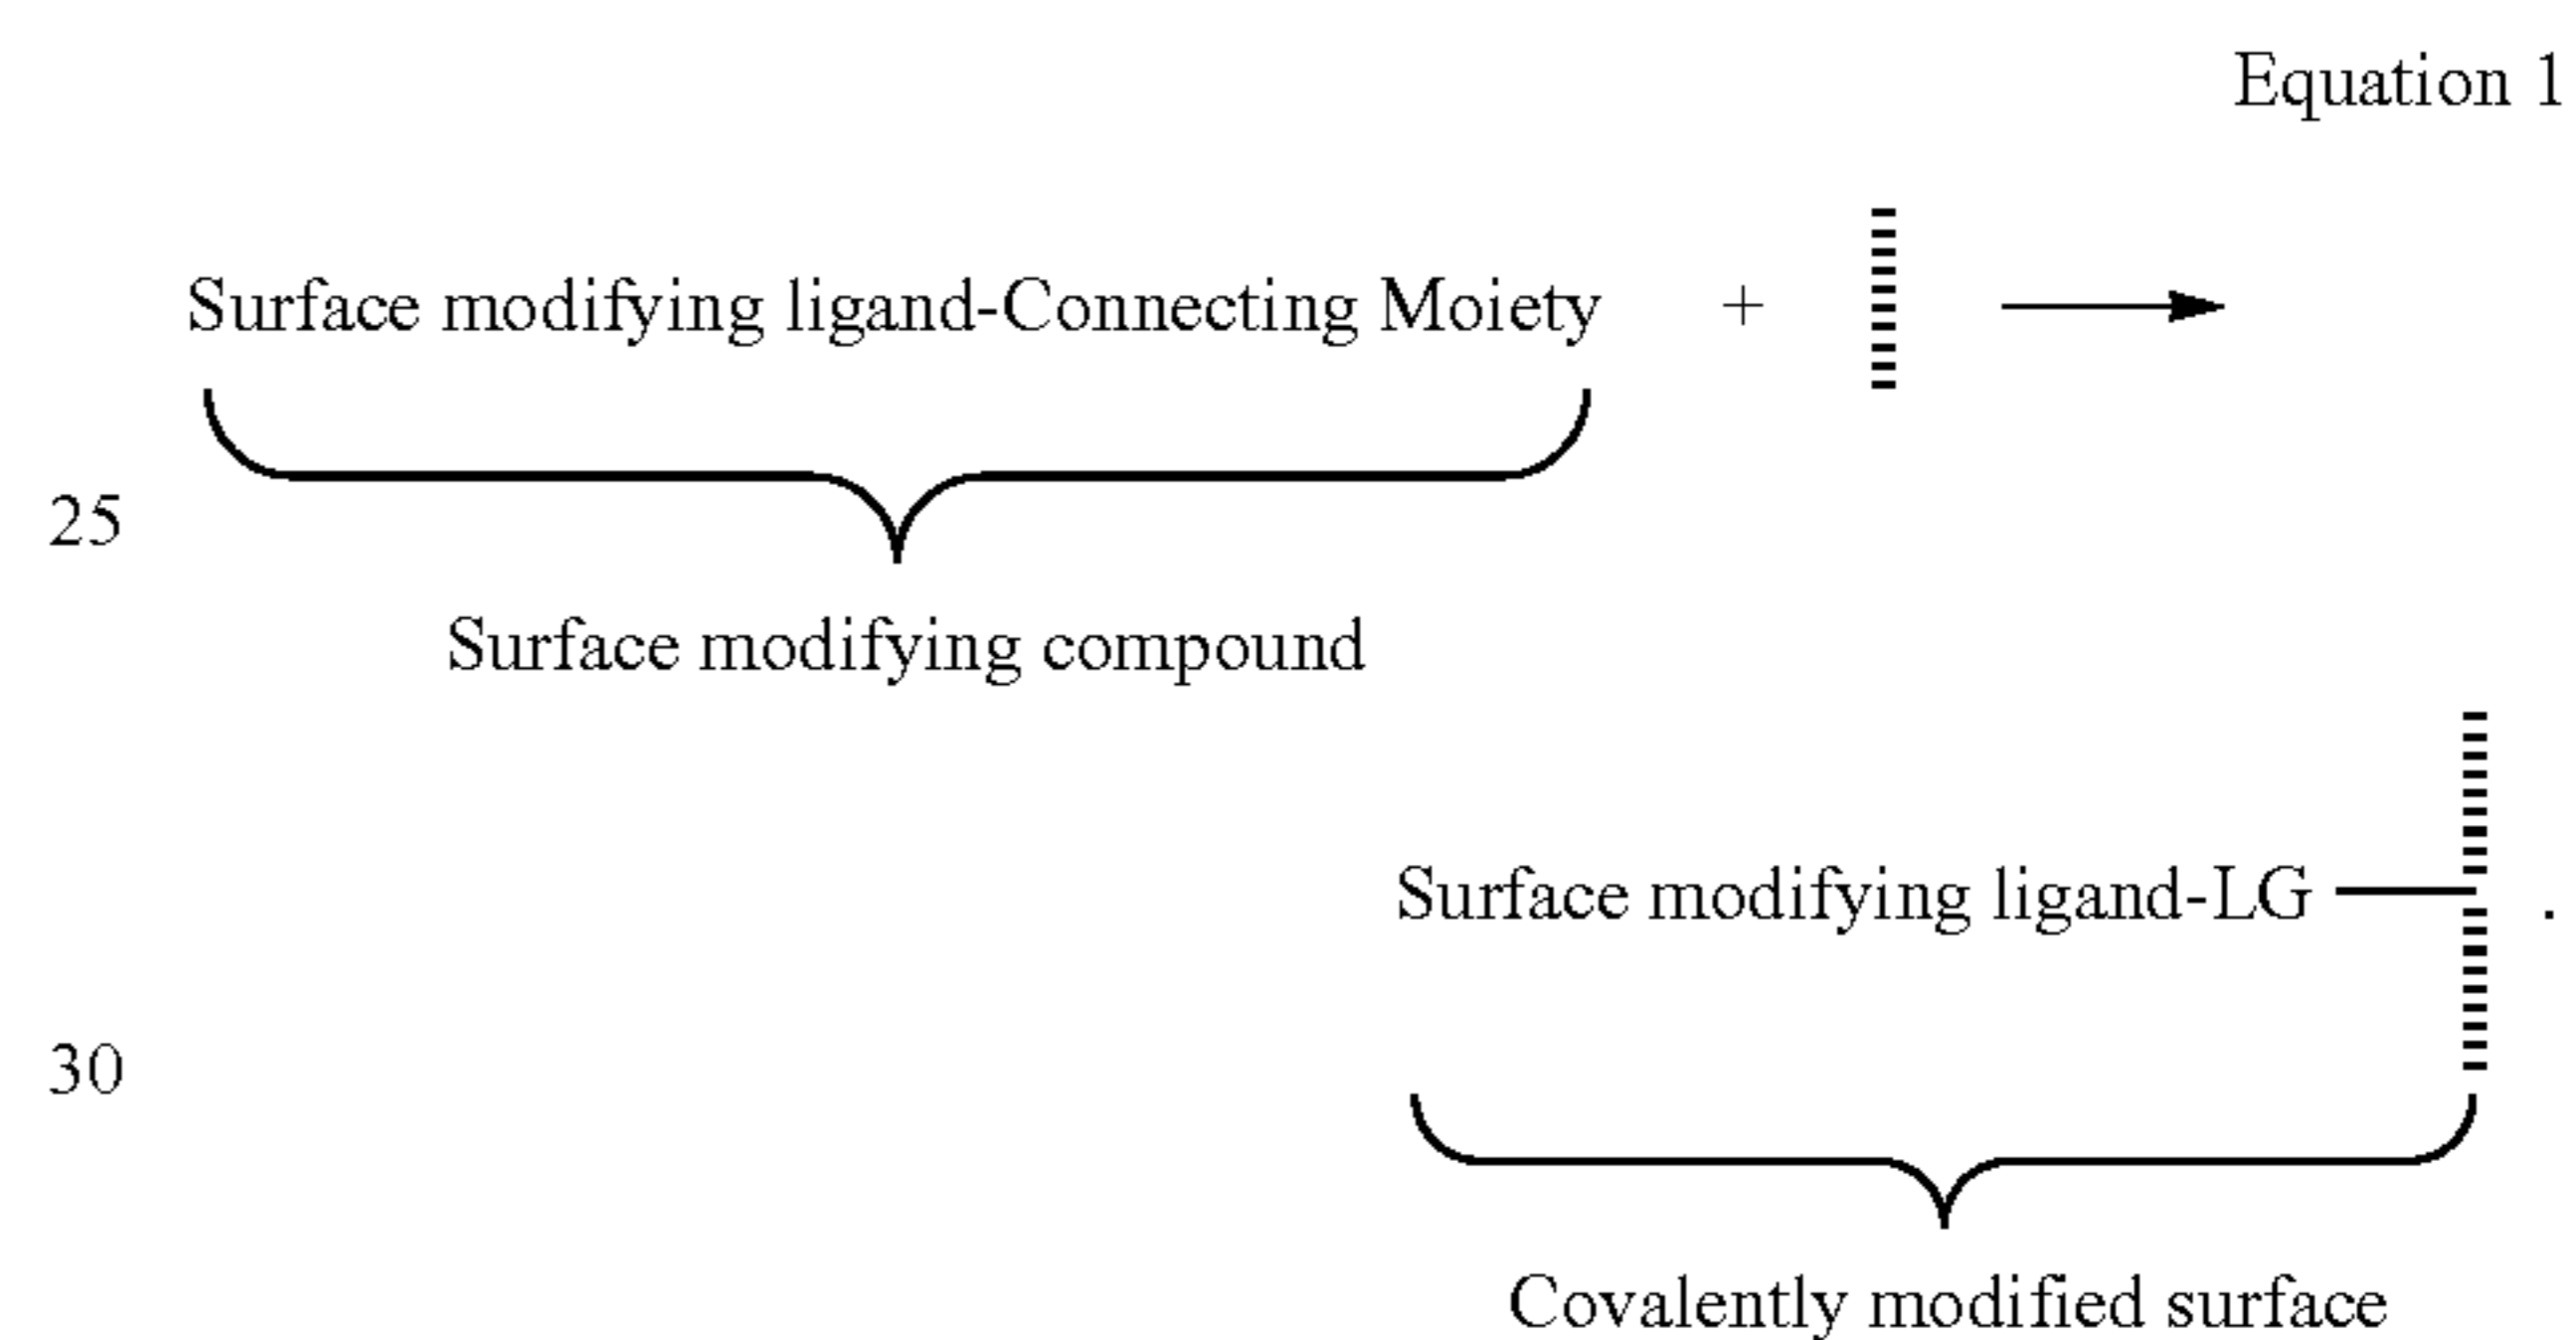 Equation 1
Surface modifying ligand-Connecting Moiety + ⟶
25
Surface modifying compound
Surface modifying ligand-LG .
30
Covalently modified surface